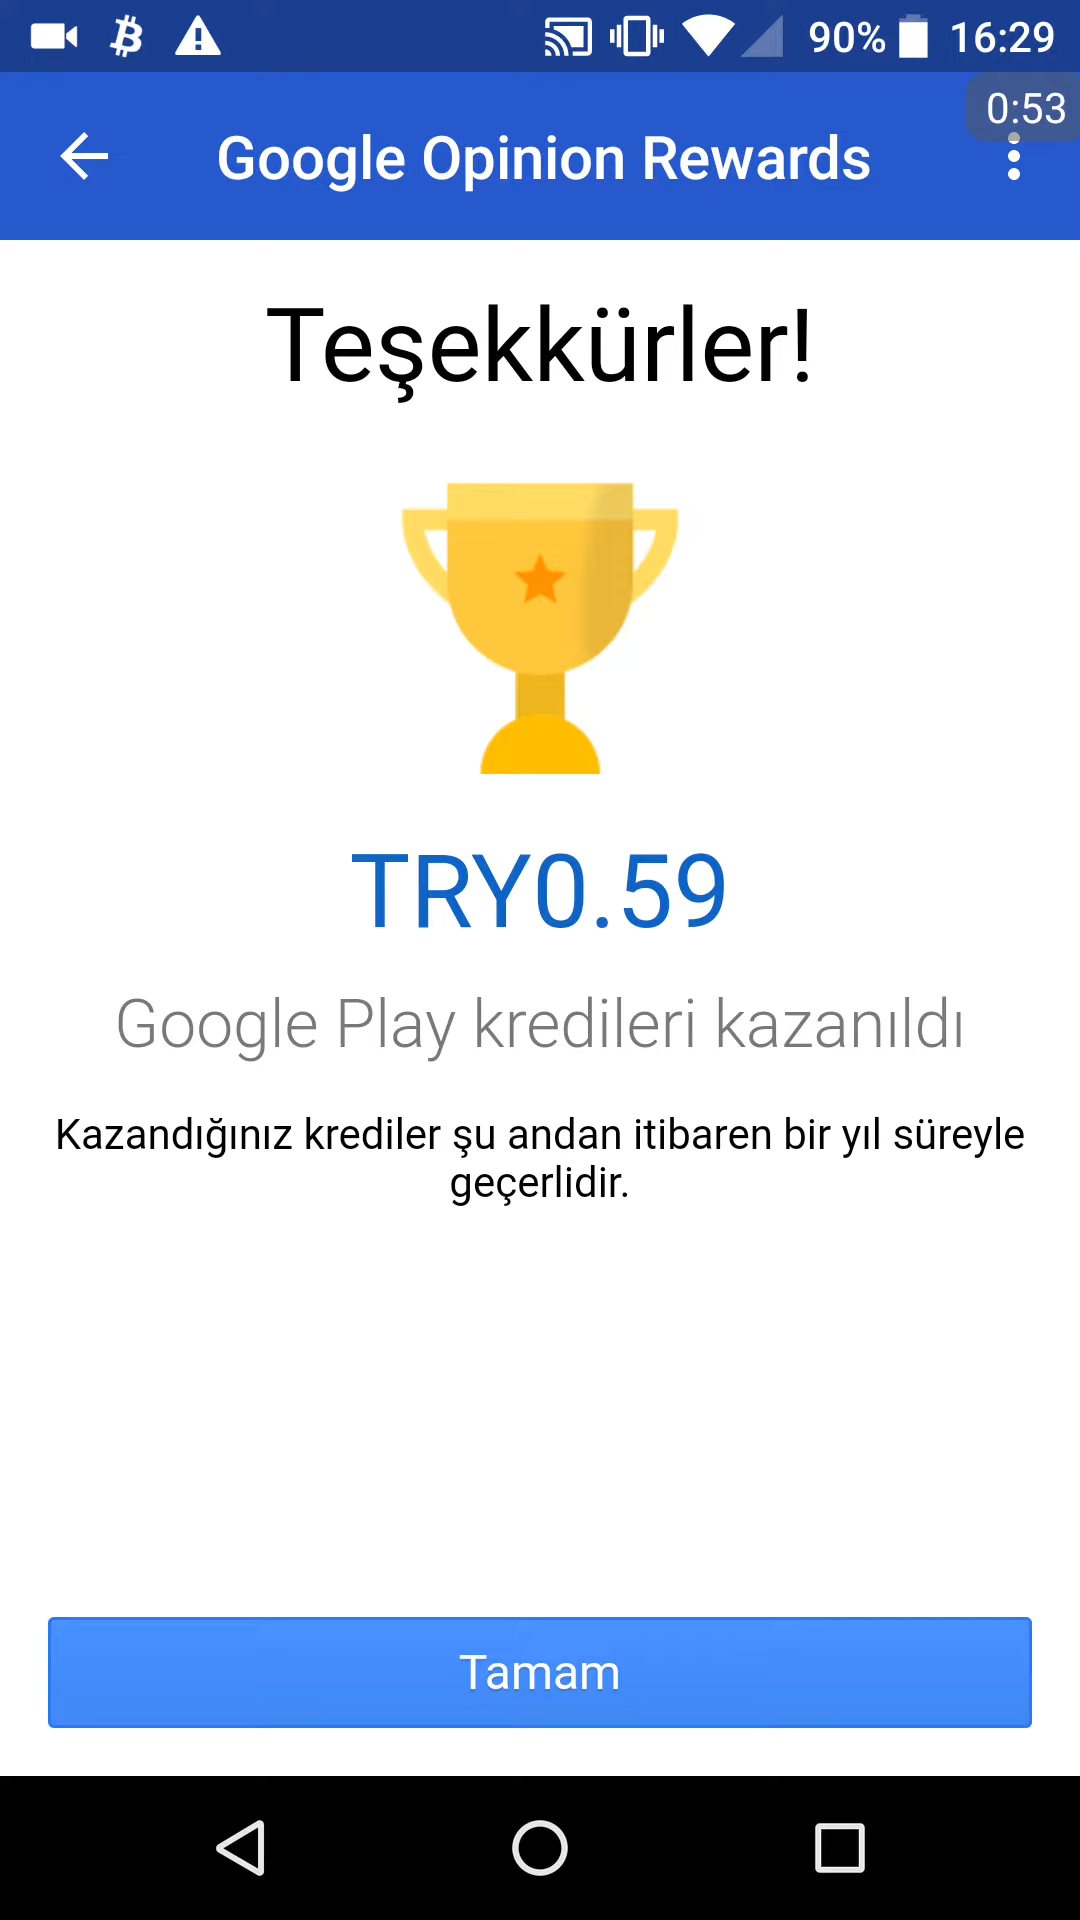 90% 16:29
0:53
Google Opinion Rewards
Teşekkürler!
TRY0.59
Google Play kredileri kazanıldı
Kazandığınız krediler şu andan itibaren bir yıl süreyle
geçerlidir.
Tamam